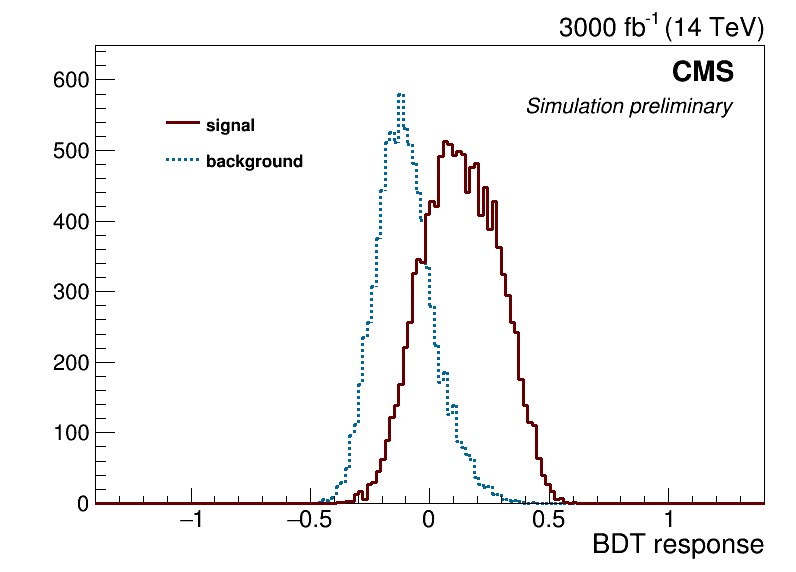 3000 fb-1 (14 TeV)
CMS
Simulation preliminary
signal
background
600
500
400
300
200
100
0
−1
−0.5
0
0.5
1
BDT response